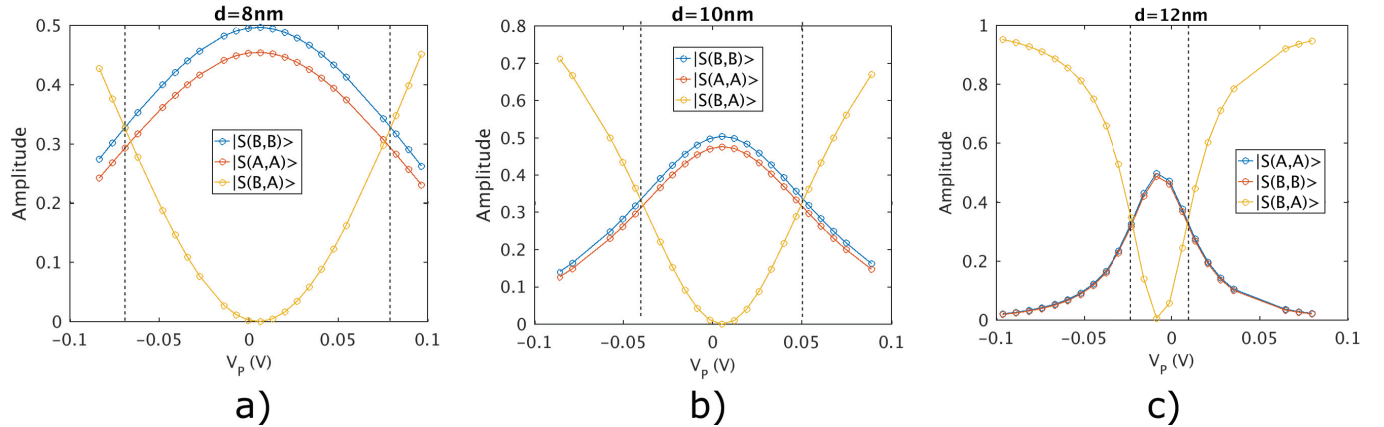 d=8nm
0.5
0.4
0.3
0.2
0.1
0
Amplitude
|S(B,B)>
|S(A,A)>
|S(B,A)>
−0.1
−0.05
0
0.05
0.1
V_P (V)
a)
d=10nm
0.8
0.7
0.6
0.5
0.4
0.3
0.2
0.1
0
Amplitude
|S(B,B)>
|S(A,A)>
|S(B,A)>
−0.1
−0.05
0
0.05
0.1
V_P (V)
b)
d=12nm
1
0.8
0.6
0.4
0.2
0
Amplitude
|S(A,A)>
|S(B,B)>
|S(B,A)>
−0.1
−0.05
0
0.05
0.1
V_P (V)
c)